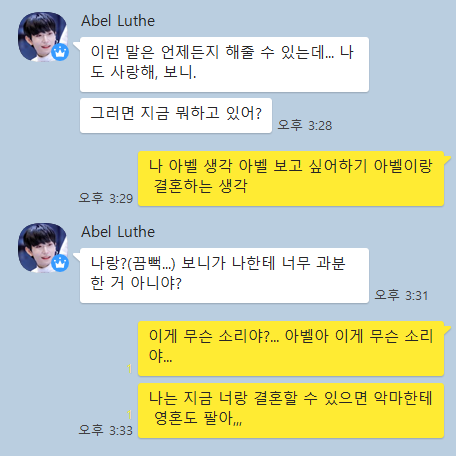 Abel Luthe
이런 말은 언제든지 해줄 수 있는데... 나
도 사랑해, 보니.
그러면 지금 뭐하고 있어?
오후 3:28
나 아벨 생각 아벨 보고 싶어하기 아벨이랑
결혼하는 생각
오후 3:29
Abel Luthe
나랑?(끔뻑...) 보니가 나한테 너무 과분
한 거 아니야?
오후 3:31
이게 무슨 소리야?... 아벨아 이게 무슨 소리
야...
1
나는 지금 너랑 결혼할 수 있으면 악마한테
영혼도 팔아,,,
1
오후 3:33